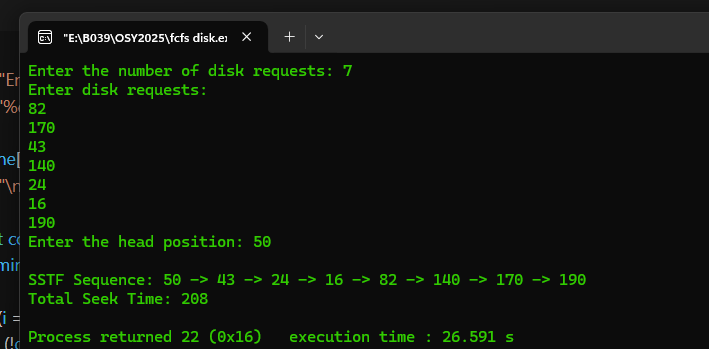 "E:\B039\OSY2025\fcfs disk.e
Enter the number of disk requests: 7
Enter disk requests:
82
170
43
140
24
16
190
Enter the head position: 50
SSTF Sequence: 50 -> 43 -> 24 -> 16 -> 82 -> 140 -> 170 -> 190
Total Seek Time: 208
Process returned 22 (0x16)   execution time : 26.591 s